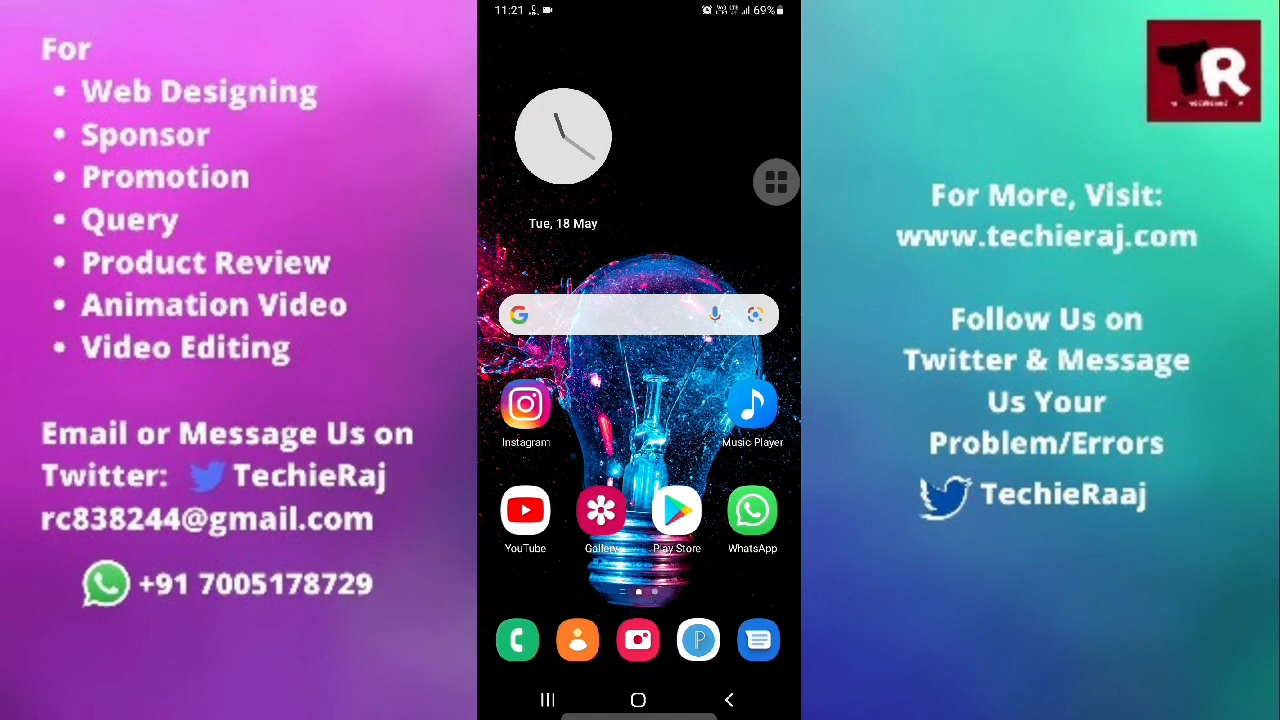 For
• Web Designing
• Sponsor
• Promotion
• Query
• Product Review
• Animation Video
• Video Editing
Email or Message Us on
Twitter: TechieRaj
rc838244@gmail.com
+91 7005178729
11:21
69%
Tue, 18 May
Instagram
Music Player
YouTube
Gallery
Play Store
WhatsApp
TR
For More, Visit:
www.techieraj.com
Follow Us on
Twitter & Message
Us Your
Problem/Errors
TechieRaaj